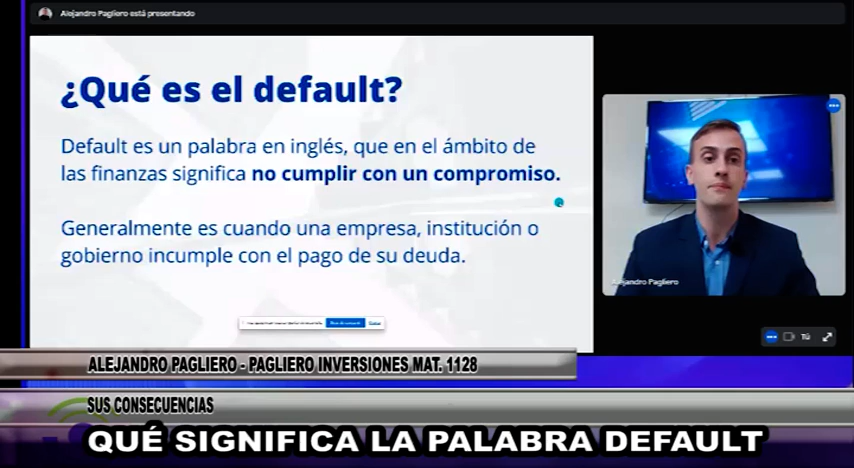 Alejandro Pagliero está presentando
¿Qué es el default?
Default es un palabra en inglés, que en el ámbito de
las finanzas significa no cumplir con un compromiso.
Generalmente es cuando una empresa, institución o
gobierno incumple con el pago de su deuda.
Alejandro Pagliero
Tú
ALEJANDRO PAGLIERO - PAGLIERO INVERSIONES MAT. 1128
SUS CONSECUENCIAS
QUÉ SIGNIFICA LA PALABRA DEFAULT